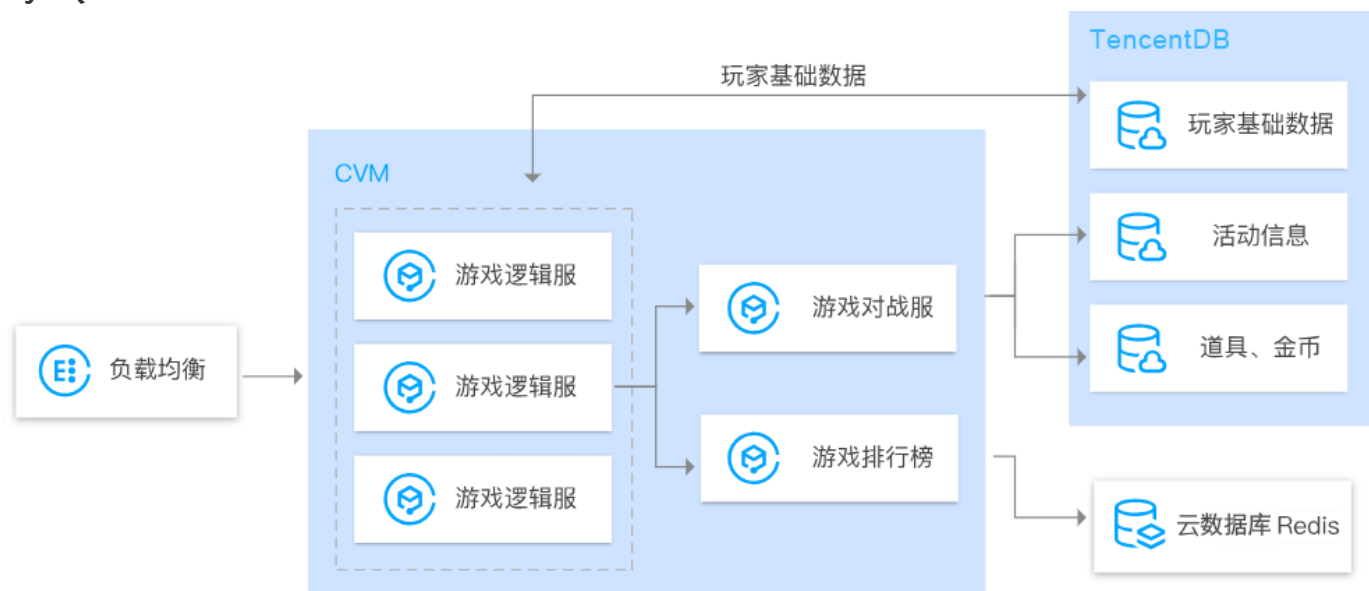 TencentDB
玩家基础数据
玩家基础数据
CVM
活动信息
游戏逻辑服
游戏对战服
道具、金币
负载均衡
游戏逻辑服
游戏排行榜
游戏逻辑服
云数据库 Redis